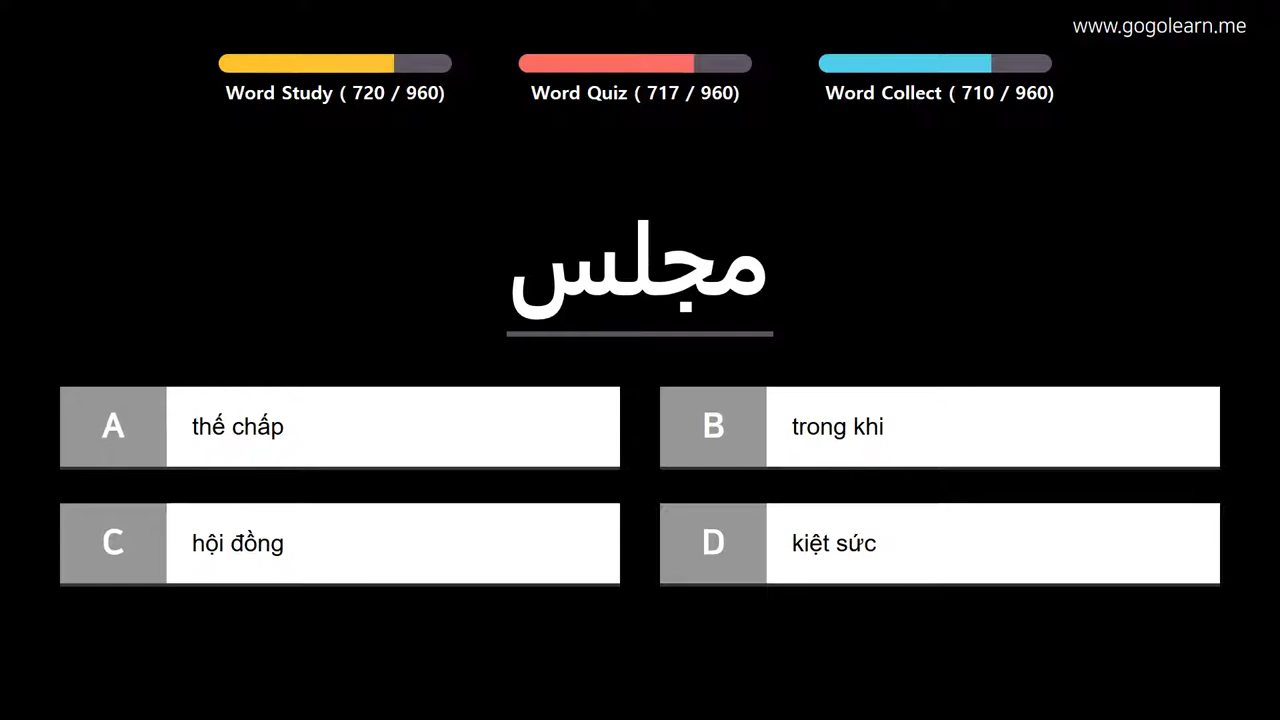 www.gogolearn.me
Word Study ( 720 / 960)
Word Quiz ( 717 / 960)
Word Collect ( 710 / 960)
مجلس
A thế chấp
B trong khi
C hội đồng
D kiệt sức